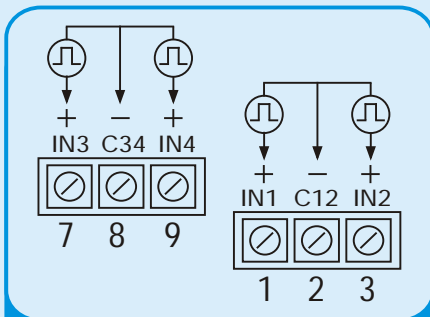 + − +
IN3 C34 IN4
7 8 9
+ − +
IN1 C12 IN2
1 2 3